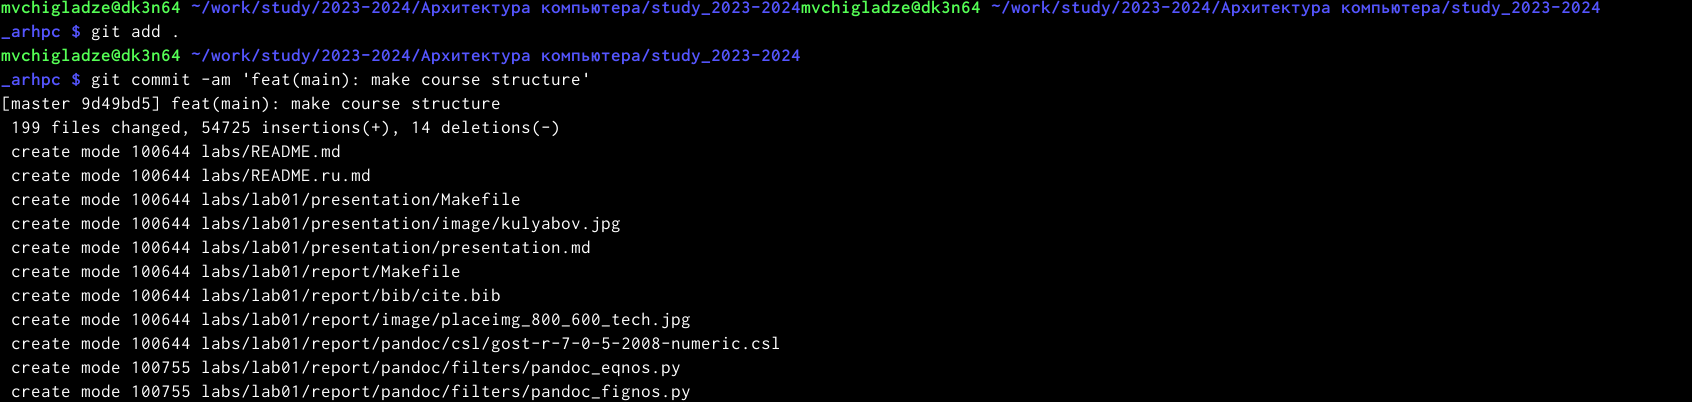 mvchigladze@dk3n64 ~/work/study/2023-2024/Архитектура компьютера/study_2023-2024mvchigladze@dk3n64 ~/work/study/2023-2024/Архитектура компьютера/study_2023-2024
_arhpc $ git add .
mvchigladze@dk3n64 ~/work/study/2023-2024/Архитектура компьютера/study_2023-2024
_arhpc $ git commit -am 'feat(main): make course structure'
[master 9d49bd5] feat(main): make course structure
 199 files changed, 54725 insertions(+), 14 deletions(-)
 create mode 100644 labs/README.md
 create mode 100644 labs/README.ru.md
 create mode 100644 labs/lab01/presentation/Makefile
 create mode 100644 labs/lab01/presentation/image/kulyabov.jpg
 create mode 100644 labs/lab01/presentation/presentation.md
 create mode 100644 labs/lab01/report/Makefile
 create mode 100644 labs/lab01/report/bib/cite.bib
 create mode 100644 labs/lab01/report/image/placeimg_800_600_tech.jpg
 create mode 100644 labs/lab01/report/pandoc/csl/gost-r-7-0-5-2008-numeric.csl
 create mode 100755 labs/lab01/report/pandoc/filters/pandoc_eqnos.py
 create mode 100755 labs/lab01/report/pandoc/filters/pandoc_fignos.py